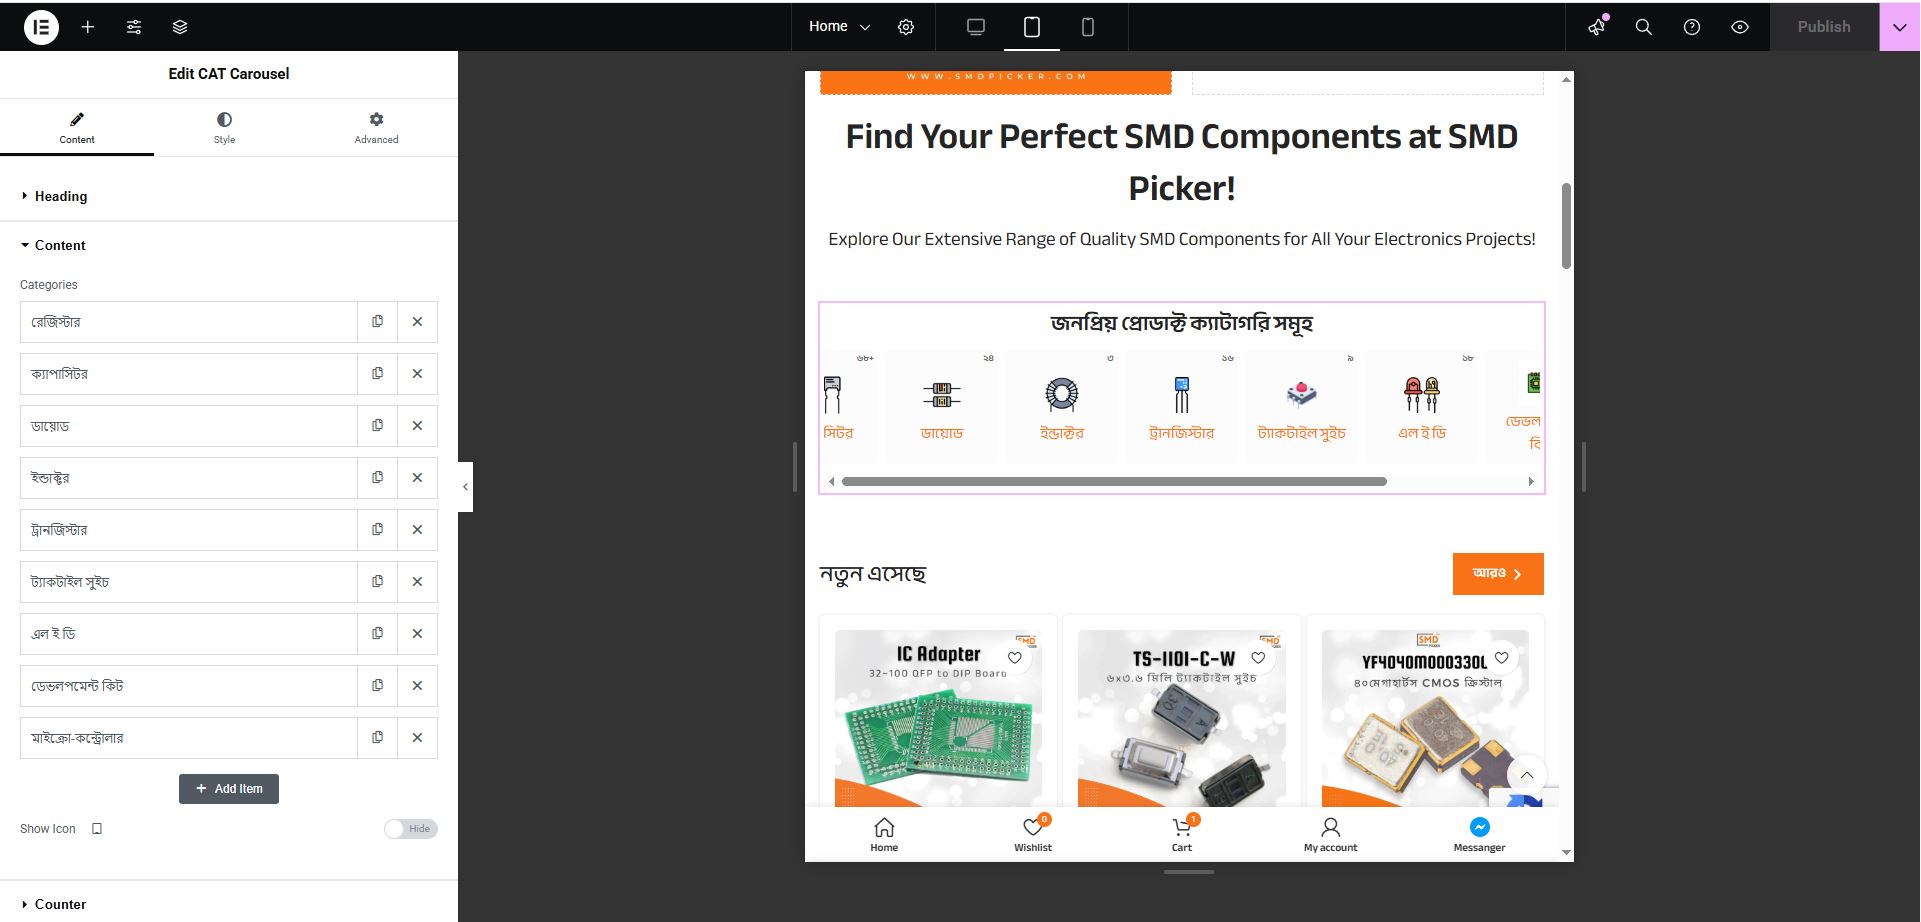 Home
Publish
Edit CAT Carousel
Content
Style
Advanced
Heading
Content
Categories
রেজিস্টার
ক্যাপাসিটর
ডায়োড
ইন্ডাক্টর
ট্রানজিস্টার
ট্যাকটাইল সুইচ
এল ই ডি
ডেভলপমেন্ট কিট
মাইক্রো-কন্ট্রোলার
Add Item
Show Icon
Hide
Counter
WWW.SMDPICKER.COM
Find Your Perfect SMD Components at SMD
Picker!
Explore Our Extensive Range of Quality SMD Components for All Your Electronics Projects!
জনপ্রিয় প্রোডাক্ট ক্যাটাগরি সমূহ
৬৮+ ২৪ ৩ ১৬ ৯ ১৮
সিটর ডায়োড ইন্ডাক্টর ট্রানজিস্টার ট্যাকটাইল সুইচ এল ই ডি ডেভল
কি
নতুন এসেছে
আরও
IC Adapter
32~100 QFP to DIP Board
TS-1101-C-W
৬x৩.৬ মিলি ট্যাকটাইল সুইচ
SMD
PICKER
YF4040M000330L
৪০মেগাহার্টস CMOS ক্রিস্টাল
0
1
Home
Wishlist
Cart
My account
Messanger